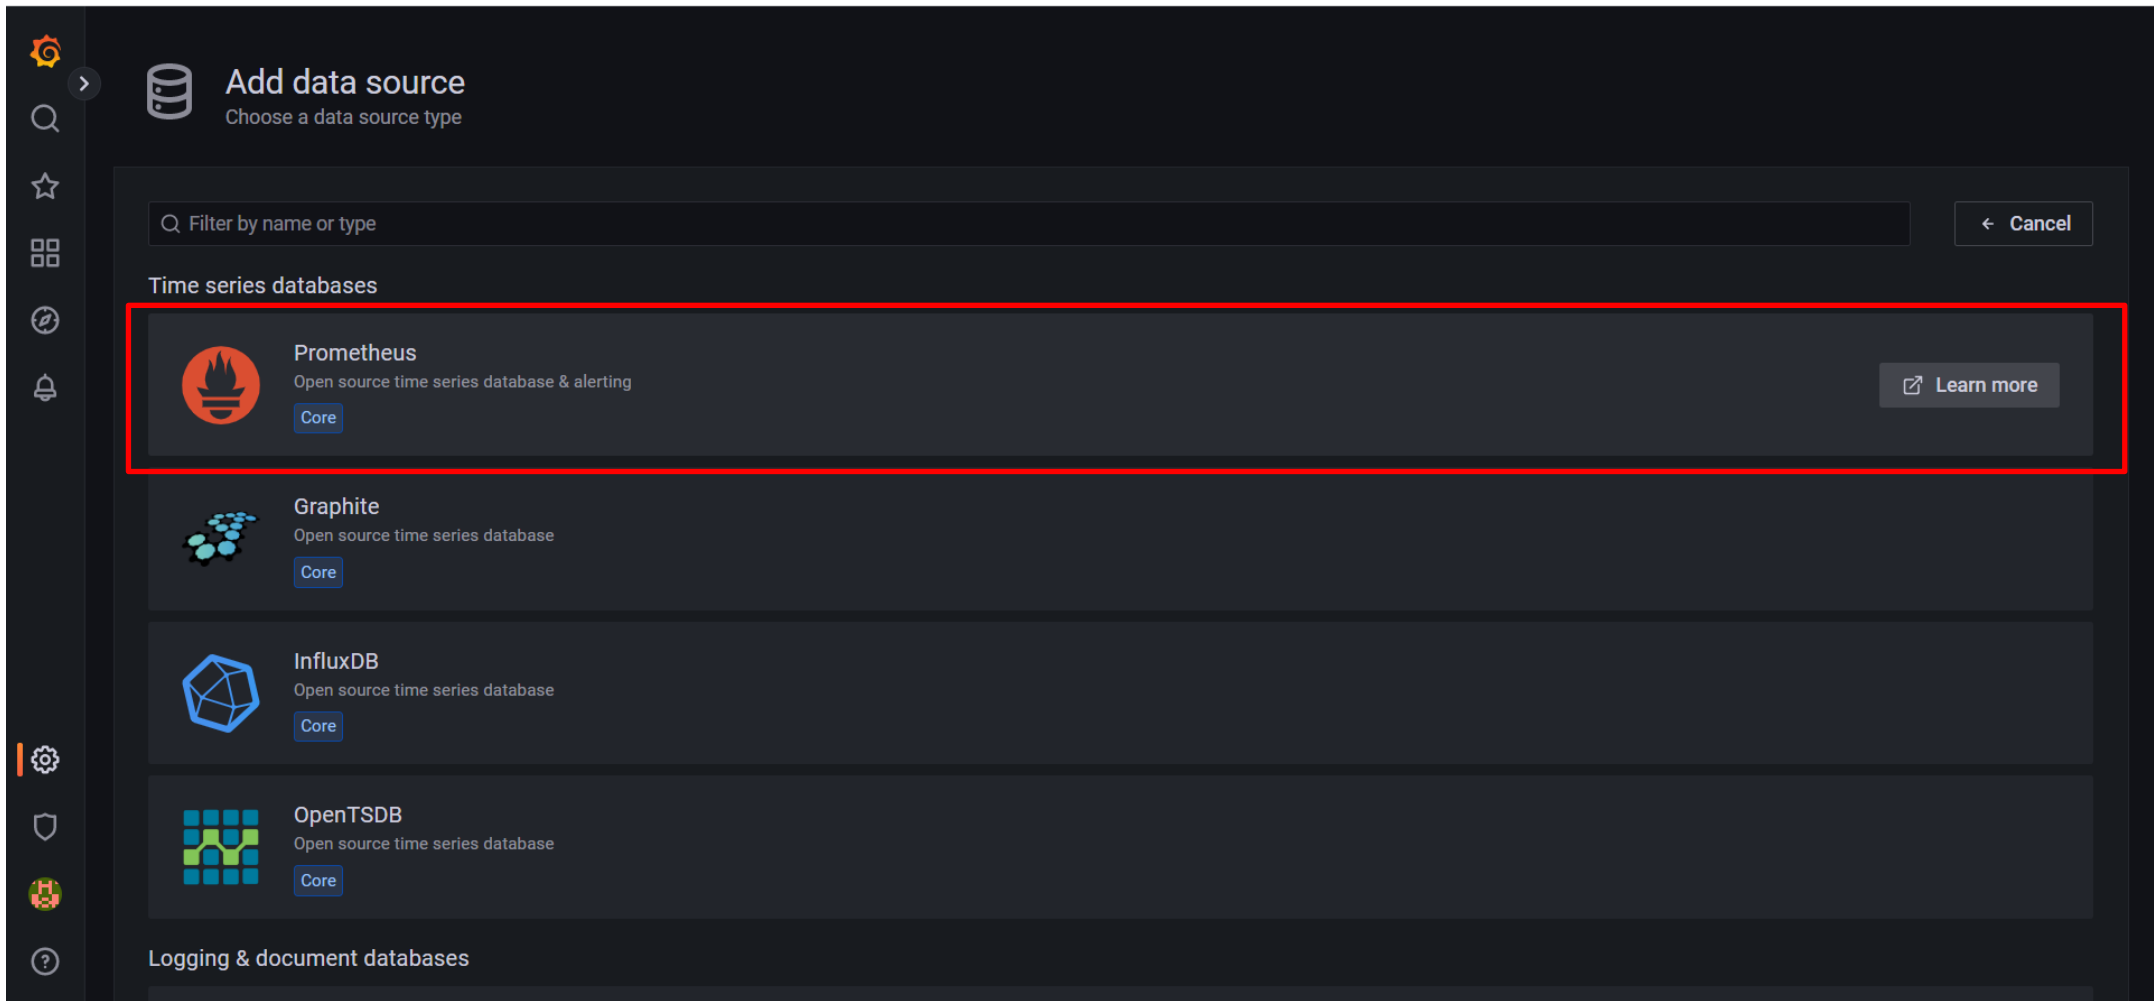 Add data source
Choose a data source type
Filter by name or type
Cancel
Time series databases
Prometheus
Open source time series database & alerting
Core
Learn more
Graphite
Open source time series database
Core
InfluxDB
Open source time series database
Core
OpenTSDB
Open source time series database
Core
Logging & document databases